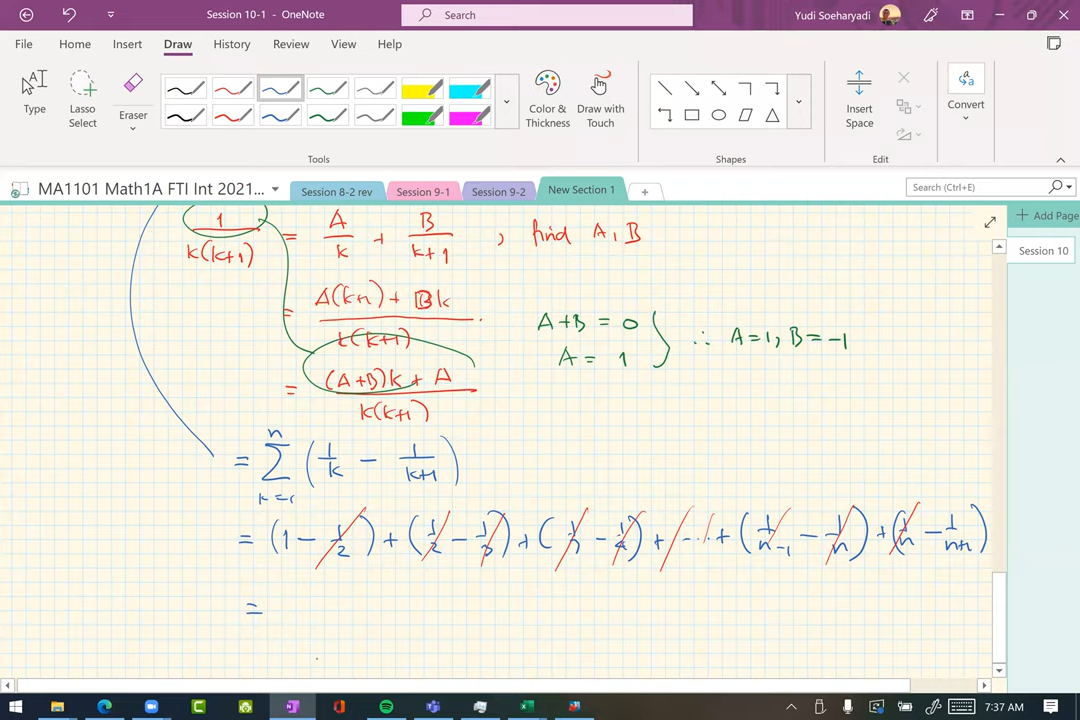 Session 10-1 - OneNote
Search
Yudi Soeharyadi
File Home Insert Draw History Review View Help
Type
Lasso Select
Eraser
Color & Thickness
Draw with Touch
Insert Space
Convert
Tools
Shapes
Edit
MA1101 Math1A FTI Int 2021...
Session 8-2 rev
Session 9-1
Session 9-2
New Section 1
+
Search (Ctrl+E)
+ Add Page
Session 10
1/(k(k+1)) = A/k + B/(k+1) , find A, B
= (A(k+1) + Bk)/(k(k+1)).
= ((A+B)k + A)/(k(k+1))
A+B = 0
A = 1
∴ A=1, B=-1
= Σ_{k=1}^{n} (1/k - 1/(k+1))
= (1 - 1/2) + (1/2 - 1/3) + (1/3 - 1/4) + ... + (1/(n-1) - 1/n) + (1/n - 1/(n+1))
=
7:37 AM